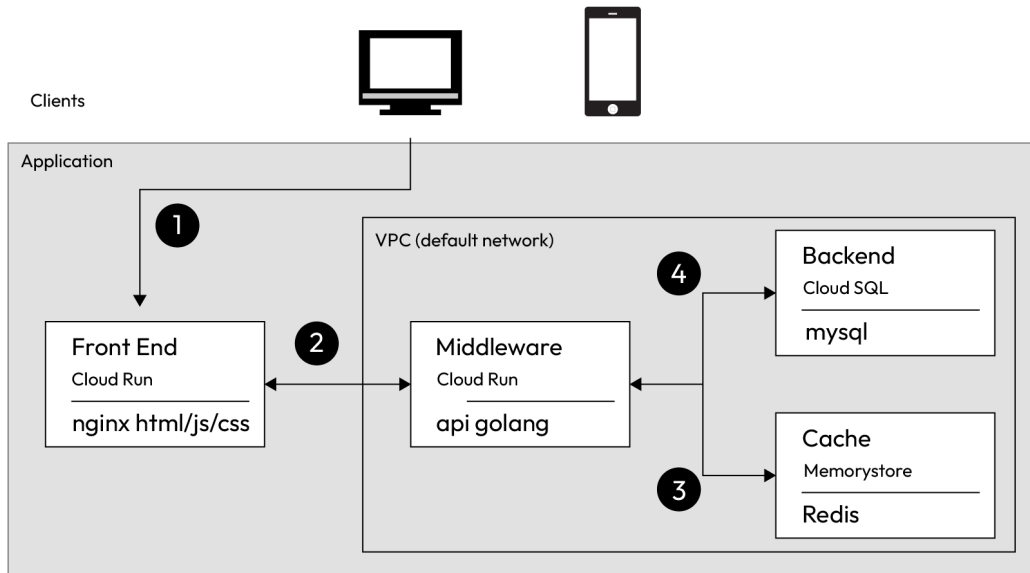 Clients
Application
1
VPC (default network)
4
Backend
Cloud SQL
mysql
2
Front End
Cloud Run
nginx html/js/css
Middleware
Cloud Run
api golang
3
Cache
Memorystore
Redis